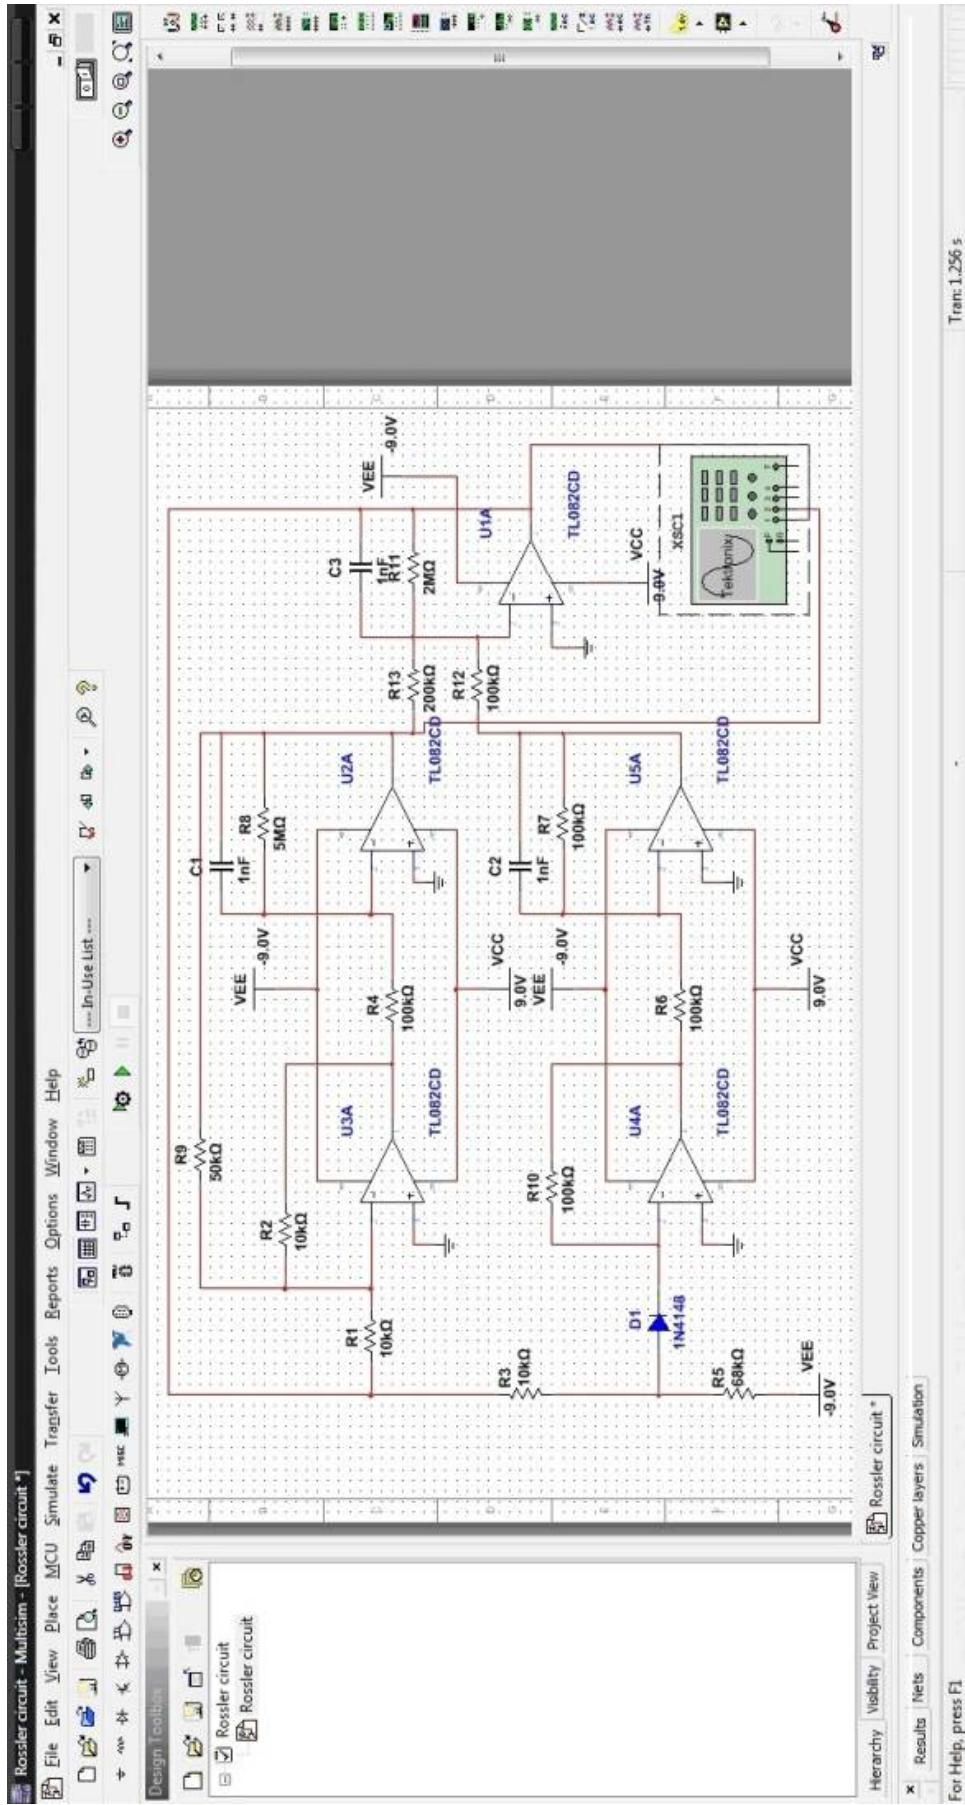 Rossler circuit - Multisim - [Rossler circuit *]
File Edit View Place MCU Simulate Transfer Tools Reports Options Window Help
--- In-Use List ---
Design Toolbox
Rossler circuit
Rossler circuit
Hierarchy Visibility Project View
R9
50kΩ
C1
1nF
R8
5MΩ
R2
10kΩ
VEE
-9.0V
U3A
U2A
R1
10kΩ
R4
100kΩ
TL082CD
TL082CD
C3
1nF
R11
2MΩ
VEE
-9.0V
R13
200kΩ
R12
100kΩ
U1A
TL082CD
VCC
9.0V
VCC
9.0V
VEE
-9.0V
R3
10kΩ
C2
1nF
R10
100kΩ
R7
100kΩ
U4A
U5A
D1
1N4148
R6
100kΩ
TL082CD
TL082CD
XSC1
Tektronix
R5
68kΩ
VEE
-9.0V
VCC
9.0V
Rossler circuit *
Results Nets Components Copper layers Simulation
For Help, press F1
Tran: 1.256 s